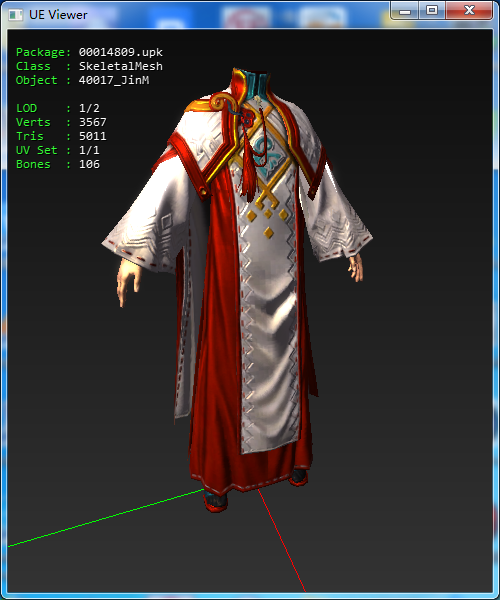 UE Viewer
Package: 00014809.upk
Class : SkeletalMesh
Object : 40017_JinM
LOD : 1/2
Verts : 3567
Tris : 5011
UV Set : 1/1
Bones : 106